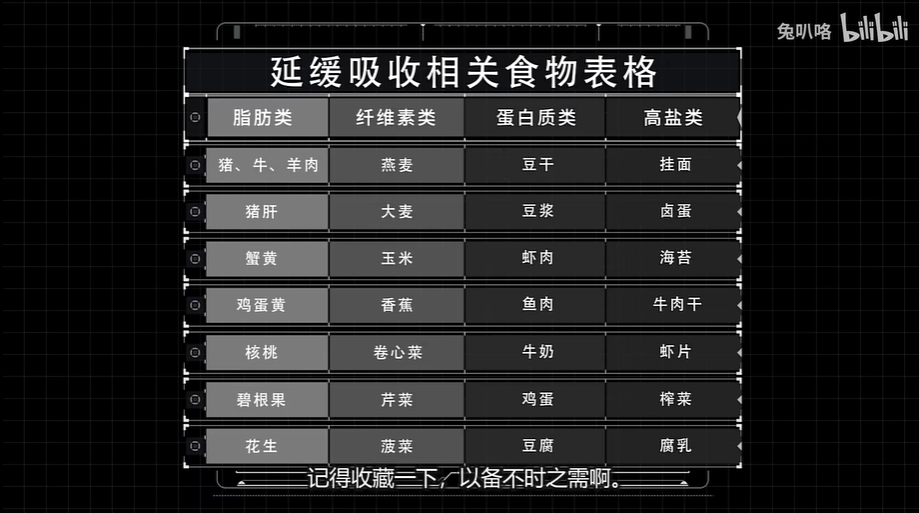 兔叭咯 bilibili
延缓吸收相关食物表格
脂肪类 纤维素类 蛋白质类 高盐类
猪、牛、羊肉 燕麦 豆干 挂面
猪肝 大麦 豆浆 卤蛋
蟹黄 玉米 虾肉 海苔
鸡蛋黄 香蕉 鱼肉 牛肉干
核桃 卷心菜 牛奶 虾片
碧根果 芹菜 鸡蛋 榨菜
花生 菠菜 豆腐 腐乳
记得收藏一下，以备不时之需啊。